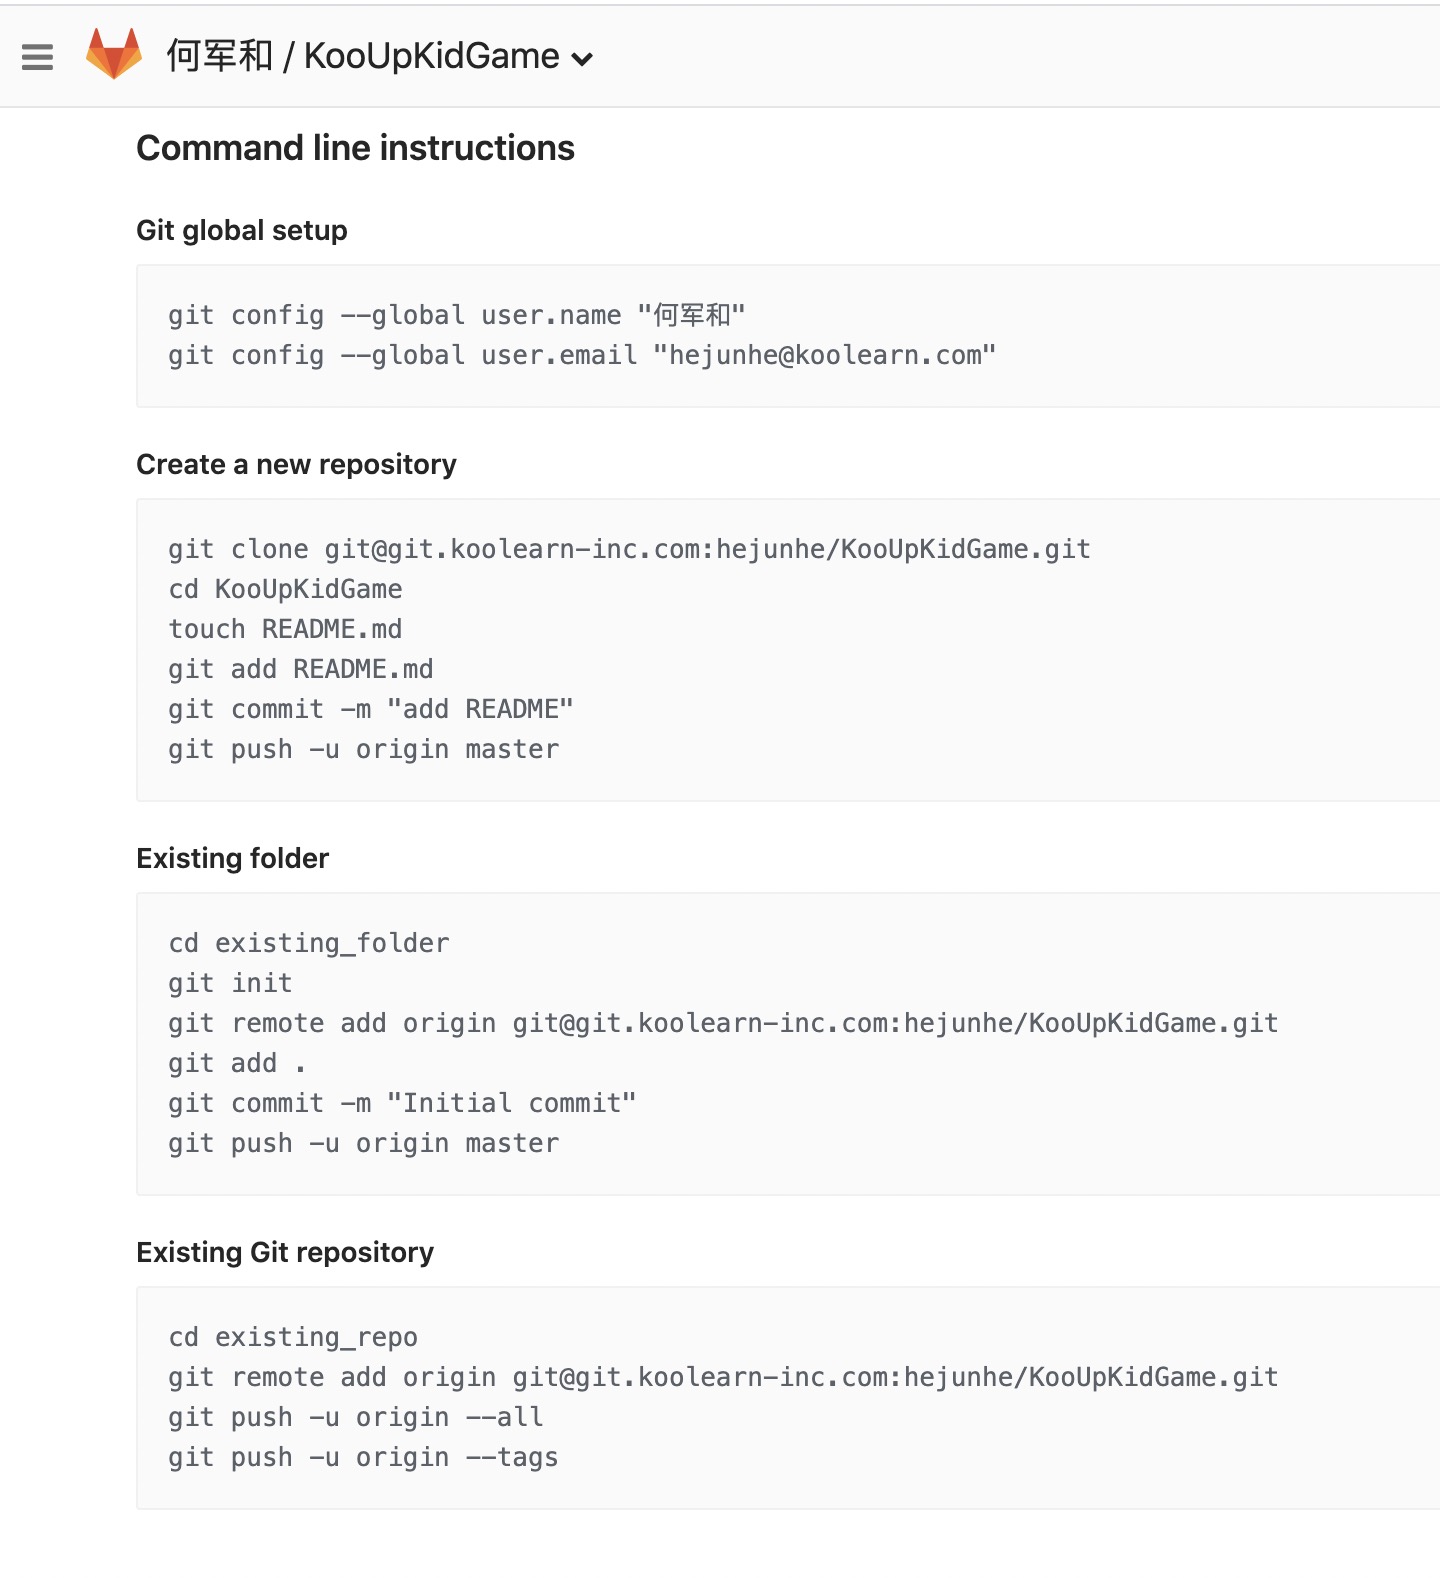 何军和 / KooUpKidGame
Command line instructions
Git global setup
git config --global user.name "何军和"
git config --global user.email "hejunhe@koolearn.com"
Create a new repository
git clone git@git.koolearn-inc.com:hejunhe/KooUpKidGame.git
cd KooUpKidGame
touch README.md
git add README.md
git commit -m "add README"
git push -u origin master
Existing folder
cd existing_folder
git init
git remote add origin git@git.koolearn-inc.com:hejunhe/KooUpKidGame.git
git add .
git commit -m "Initial commit"
git push -u origin master
Existing Git repository
cd existing_repo
git remote add origin git@git.koolearn-inc.com:hejunhe/KooUpKidGame.git
git push -u origin --all
git push -u origin --tags